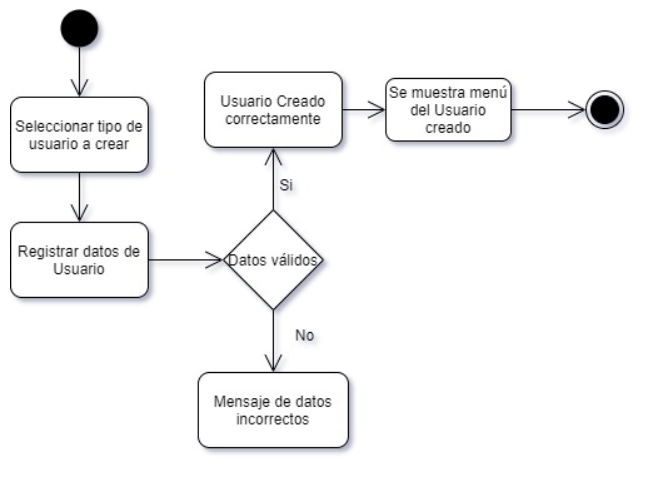 Seleccionar tipo de
usuario a crear
Registrar datos de
Usuario
Datos válidos
Si
Usuario Creado
correctamente
Se muestra menú
del Usuario
creado
No
Mensaje de datos
incorrectos